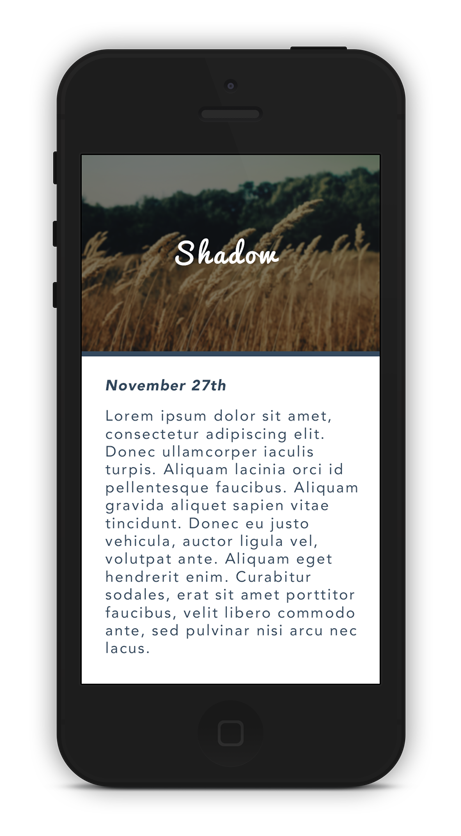 Shadow
November 27th
Lorem ipsum dolor sit amet,
consectetur adipiscing elit.
Donec ullamcorper iaculis
turpis. Aliquam lacinia orci id
pellentesque faucibus. Aliquam
gravida aliquet sapien vitae
tincidunt. Donec eu justo
vehicula, auctor ligula vel,
volutpat ante. Aliquam eget
hendrerit enim. Curabitur
sodales, erat sit amet porttitor
faucibus, velit libero commodo
ante, sed pulvinar nisi arcu nec
lacus.